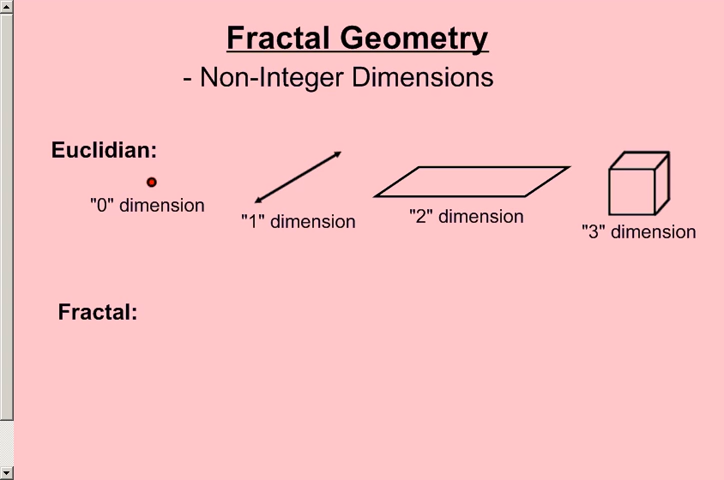 Fractal Geometry
- Non-Integer Dimensions
Euclidian:
"0" dimension
"1" dimension
"2" dimension
"3" dimension
Fractal: